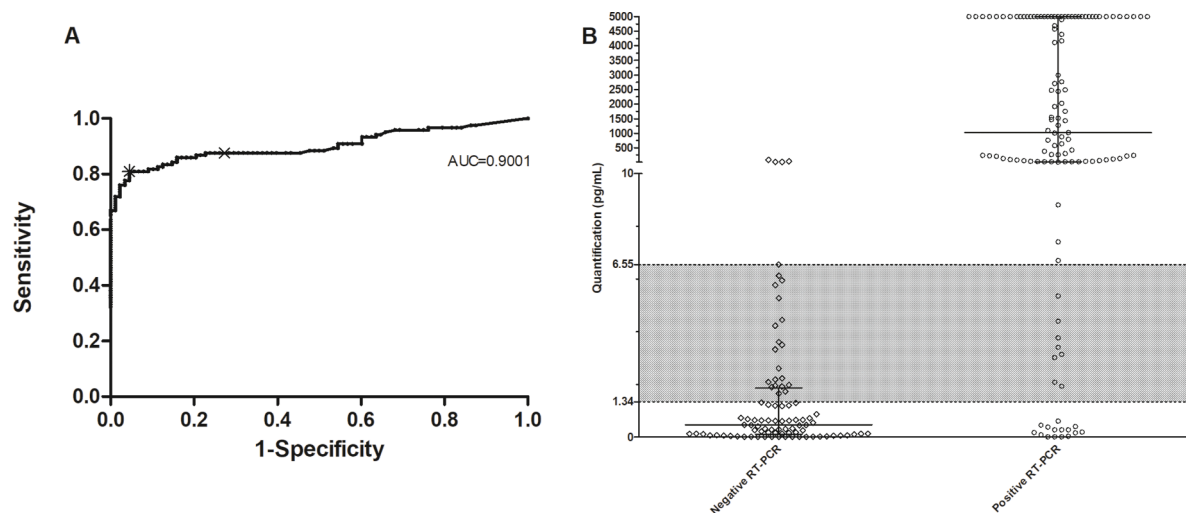 A
1.0
0.8
0.6
0.4
0.2
0.0
Sensitivity
AUC=0.9001
0.0 0.2 0.4 0.6 0.8 1.0
1-Specificity
B
5000
4500
4000
3500
3000
2500
2000
1500
1000
500
10
6.55
1.34
0
Quantification (pg/mL)
Negative RT-PCR
Positive RT-PCR